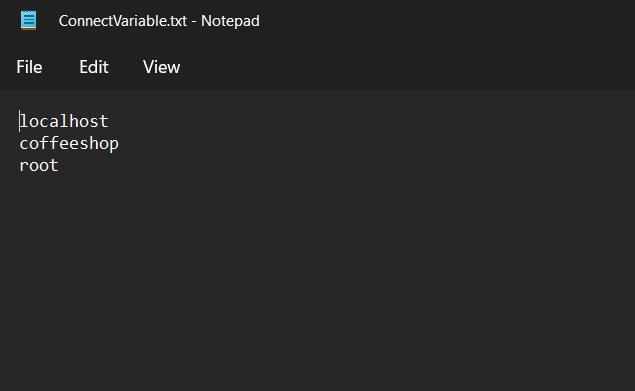 ConnectVariable.txt - Notepad
File Edit View
localhost
coffeeshop
root